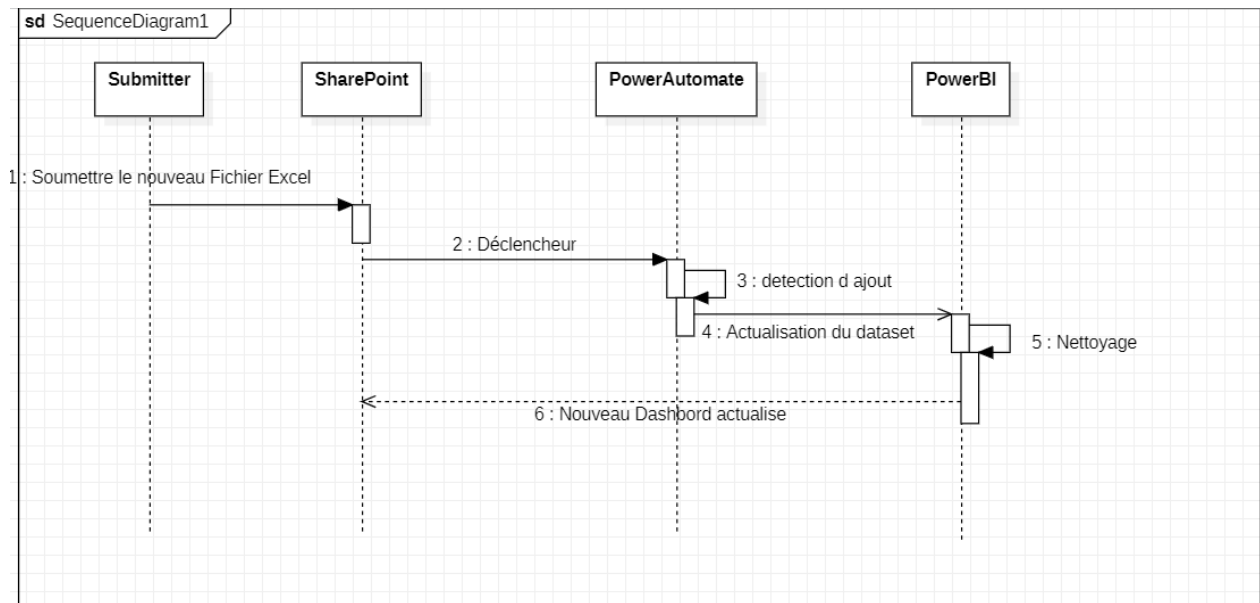 sd SequenceDiagram1
Submitter
SharePoint
PowerAutomate
PowerBI
1 : Soumettre le nouveau Fichier Excel
2 : Déclencheur
3 : detection d ajout
4 : Actualisation du dataset
5 : Nettoyage
6 : Nouveau Dashbord actualise